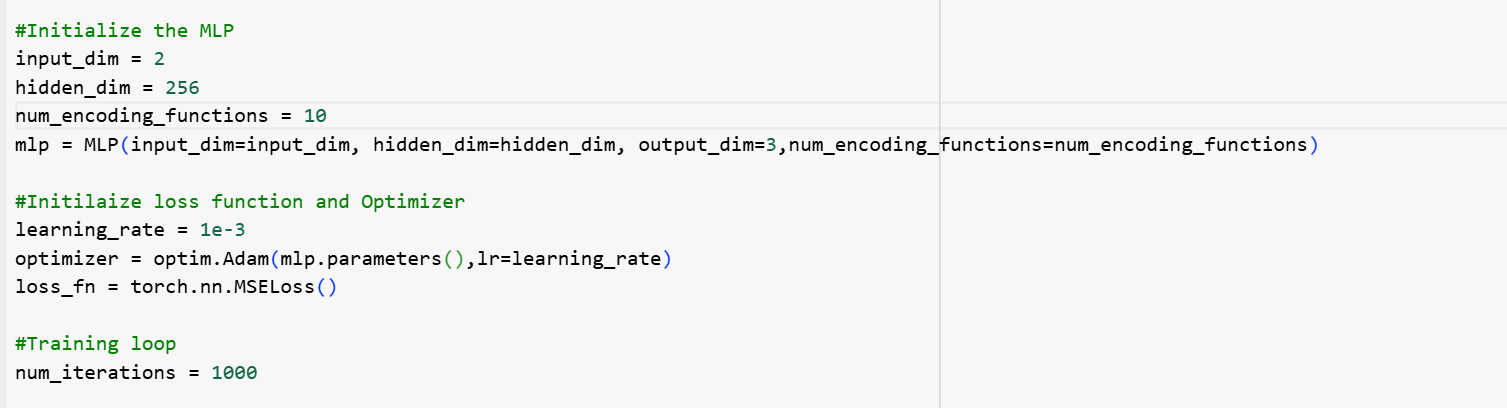 #Initialize the MLP
input_dim = 2
hidden_dim = 256
num_encoding_functions = 10
mlp = MLP(input_dim=input_dim, hidden_dim=hidden_dim, output_dim=3,num_encoding_functions=num_encoding_functions)
#Initilaize loss function and Optimizer
learning_rate = 1e-3
optimizer = optim.Adam(mlp.parameters(),lr=learning_rate)
loss_fn = torch.nn.MSELoss()
#Training loop
num_iterations = 1000